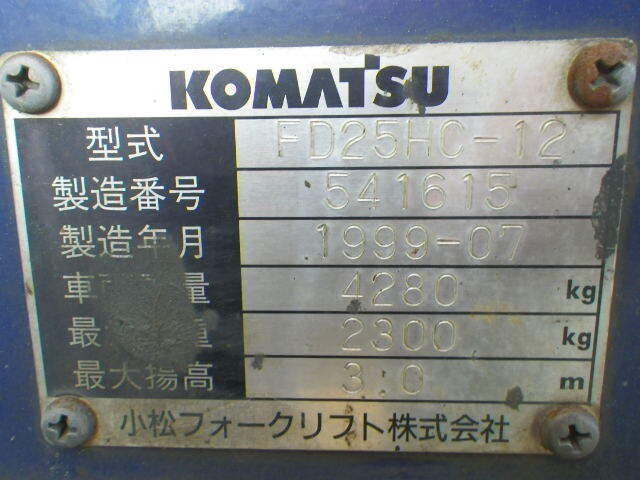 KOMATSU
型式 FD25HC-12
製造番号 541615
製造年月 1999-07
車 量 4280 kg
最 重 2300 kg
最大揚高 3.0 m
小松フォークリフト株式会社